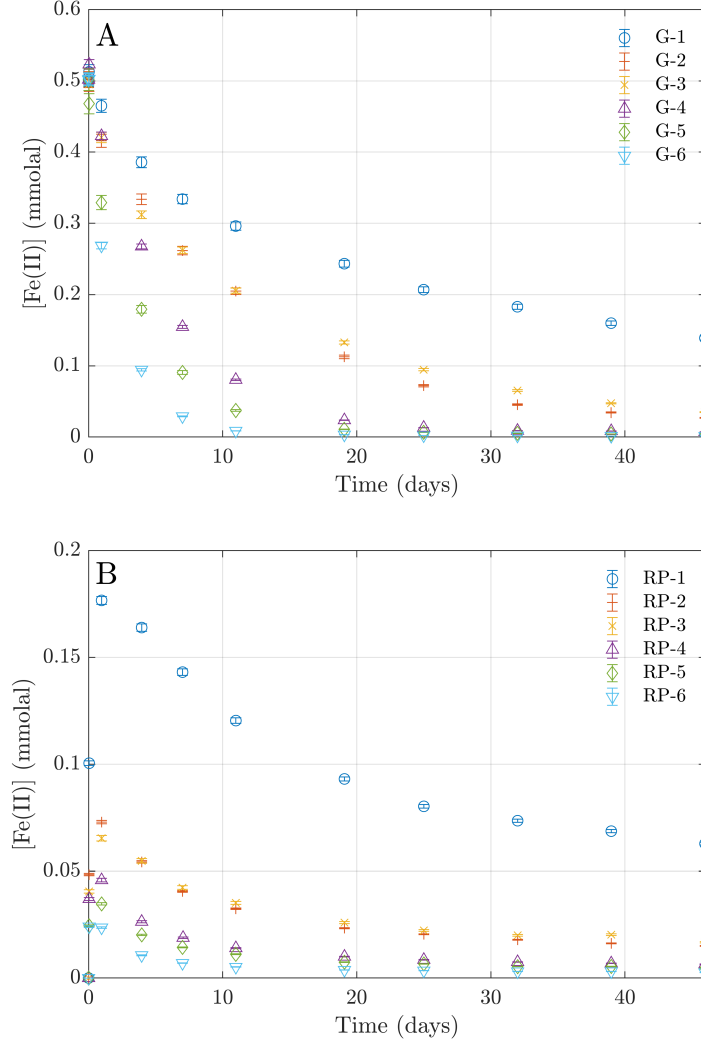 A
0.6
0.5
0.4
0.3
0.2
0.1
0
[Fe(II)] (mmolal)
G-1
G-2
G-3
G-4
G-5
G-6
0 10 20 30 40
Time (days)
B
0.2
0.15
0.1
0.05
0
[Fe(II)] (mmolal)
RP-1
RP-2
RP-3
RP-4
RP-5
RP-6
0 10 20 30 40
Time (days)